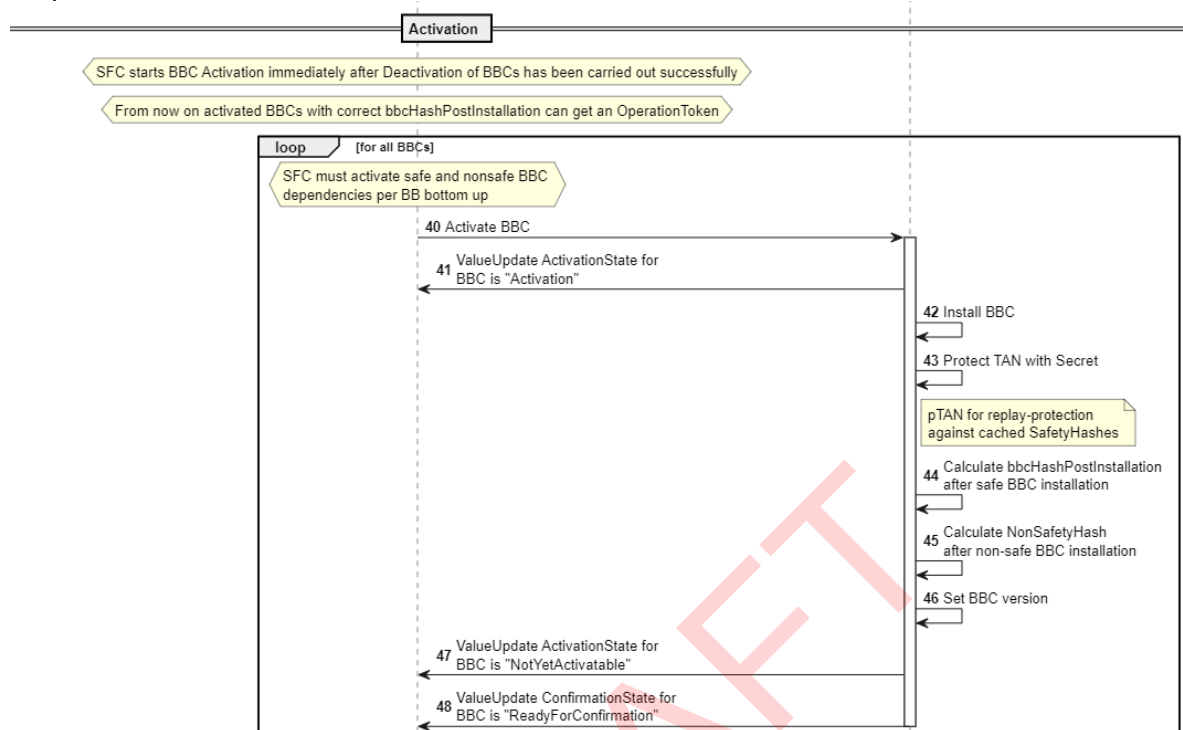 Activation
SFC starts BBC Activation immediately after Deactivation of BBCs has been carried out successfully
From now on activated BBCs with correct bbcHashPostInstallation can get an OperationToken
loop [for all BBCs]
SFC must activate safe and nonsafe BBC
dependencies per BB bottom up
40 Activate BBC
41 ValueUpdate ActivationState for
BBC is "Activation"
42 Install BBC
43 Protect TAN with Secret
pTAN for replay-protection
against cached SafetyHashes
44 Calculate bbcHashPostInstallation
after safe BBC installation
45 Calculate NonSafetyHash
after non-safe BBC installation
46 Set BBC version
47 ValueUpdate ActivationState for
BBC is "NotYetActivatable"
48 ValueUpdate ConfirmationState for
BBC is "ReadyForConfirmation"